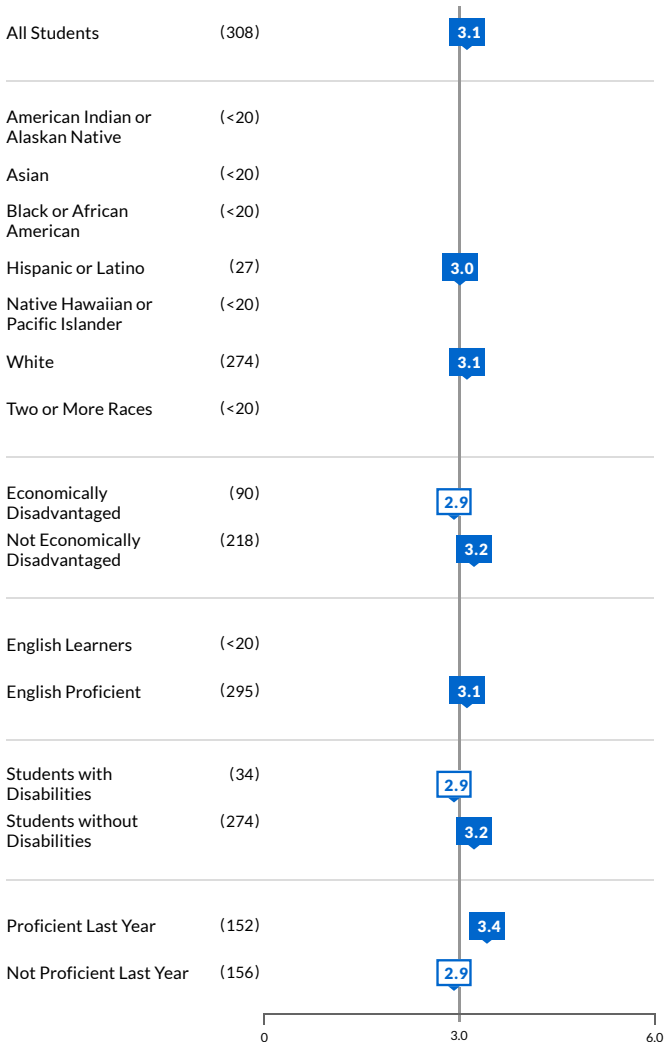 All Students (308) 3.1
American Indian or (<20)
Alaskan Native
Asian (<20)
Black or African (<20)
American
Hispanic or Latino (27) 3.0
Native Hawaiian or (<20)
Pacific Islander
White (274) 3.1
Two or More Races (<20)
Economically (90) 2.9
Disadvantaged
Not Economically (218) 3.2
Disadvantaged
English Learners (<20)
English Proficient (295) 3.1
Students with (34) 2.9
Disabilities
Students without (274) 3.2
Disabilities
Proficient Last Year (152) 3.4
Not Proficient Last Year (156) 2.9
0 3.0 6.0